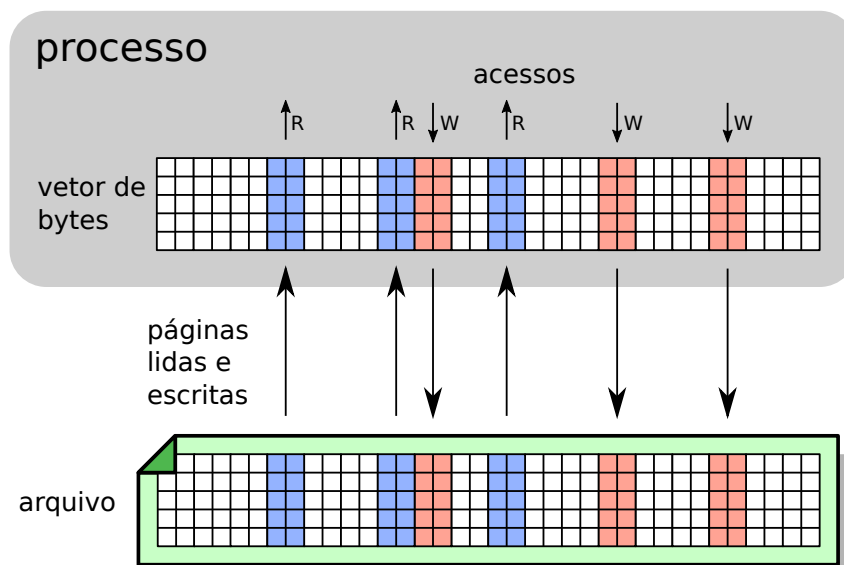 processo
acessos
R R W R W W
vetor de
bytes
páginas
lidas e
escritas
arquivo